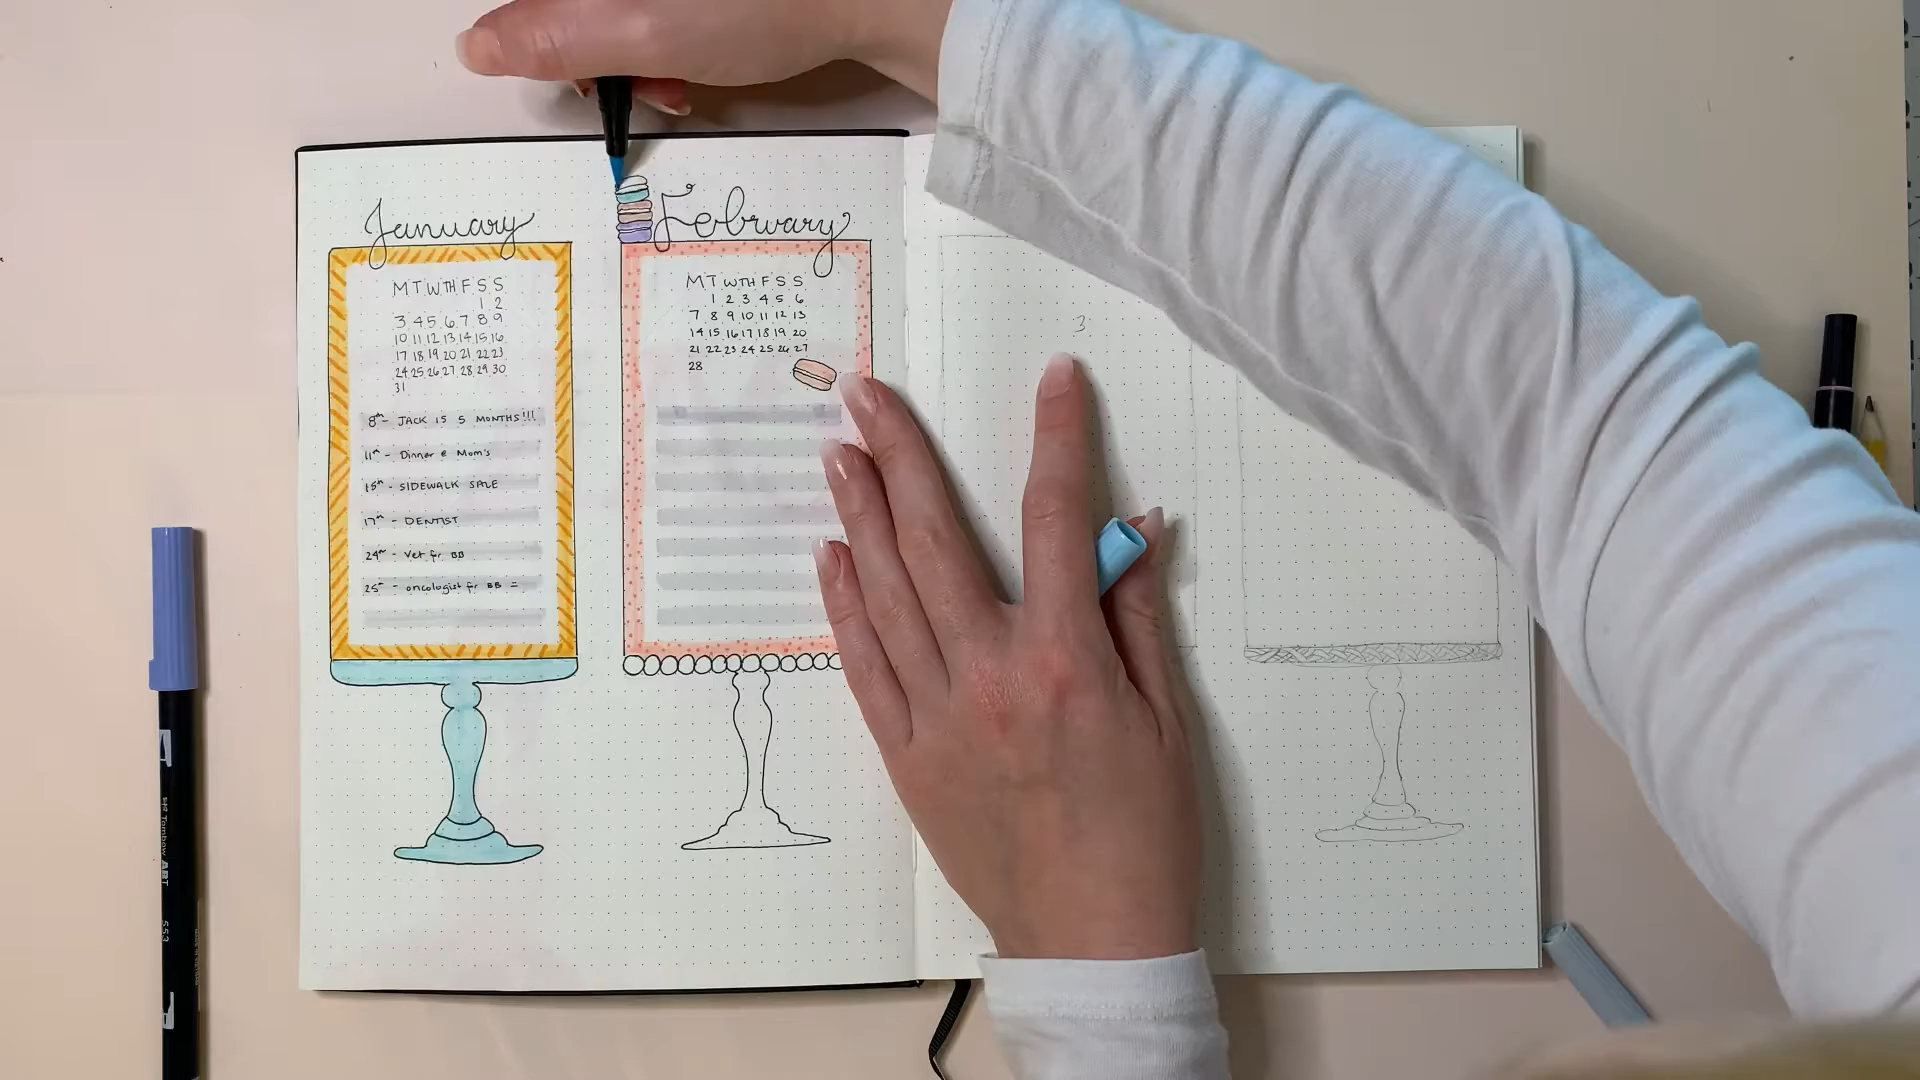 January
M T W TH F S S
1 2
3 4 5 6 7 8 9
10 11 12 13 14 15 16
17 18 19 20 21 22 23
24 25 26 27 28 29 30
31
8th - JACK IS 5 MONTHS!!!
11th - Dinner @ Mom's
15th - SIDEWALK SALE
17th - DENTIST
24th - Vet for BB
25th - oncologist for BB =
February
M T W TH F S S
1 2 3 4 5 6
7 8 9 10 11 12 13
14 15 16 17 18 19 20
21 22 23 24 25 26 27
28
3
Tombow ABT
553